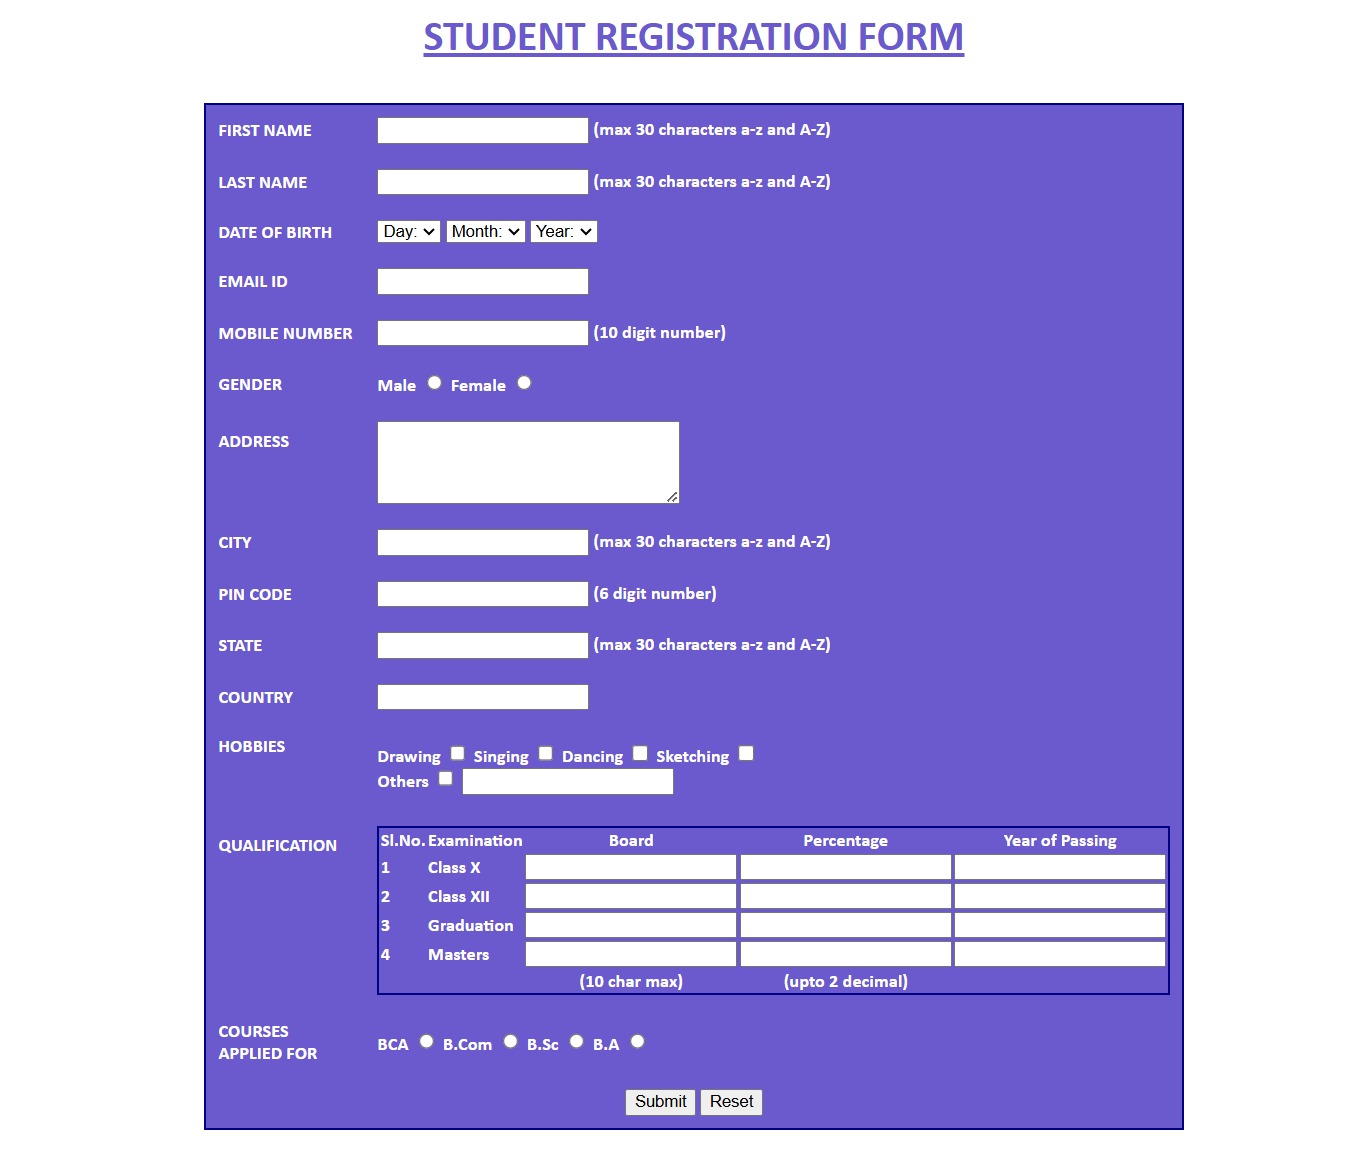 STUDENT REGISTRATION FORM
FIRST NAME (max 30 characters a-z and A-Z)
LAST NAME (max 30 characters a-z and A-Z)
DATE OF BIRTH Day: Month: Year:
EMAIL ID
MOBILE NUMBER (10 digit number)
GENDER Male Female
ADDRESS
CITY (max 30 characters a-z and A-Z)
PIN CODE (6 digit number)
STATE (max 30 characters a-z and A-Z)
COUNTRY
HOBBIES Drawing Singing Dancing Sketching
Others
QUALIFICATION Sl.No. Examination Board Percentage Year of Passing
1 Class X
2 Class XII
3 Graduation
4 Masters
(10 char max) (upto 2 decimal)
COURSES
APPLIED FOR BCA B.Com B.Sc B.A
Submit Reset